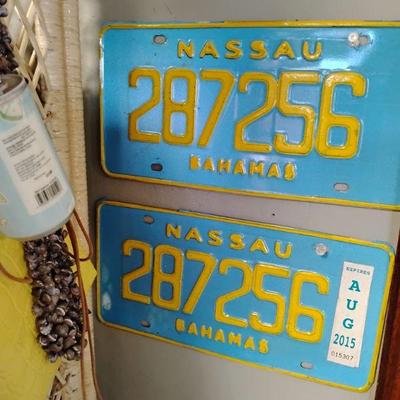 NASSAU
287256
BAHAMAS
NASSAU
287256
BAHAMAS
EXPIRES
AUG
2015
015307